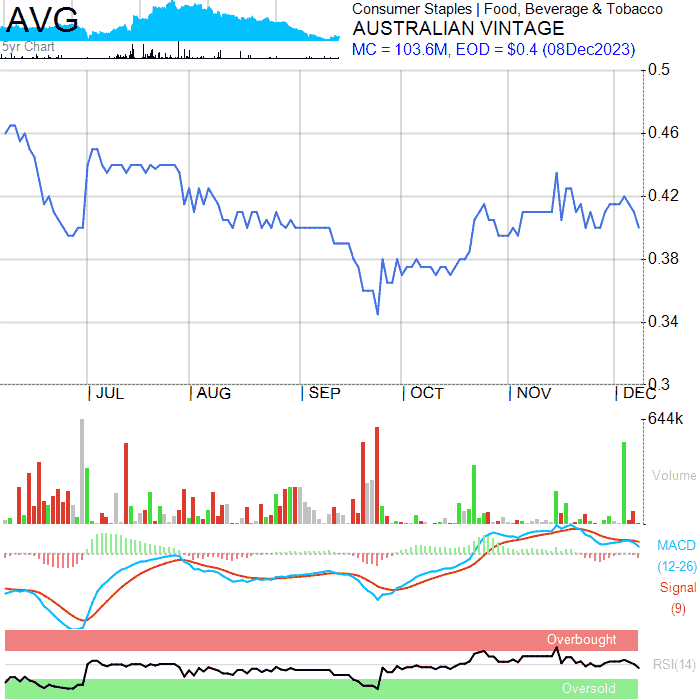 AVG
5yr Chart
Consumer Staples | Food, Beverage & Tobacco
AUSTRALIAN VINTAGE
MC = 103.6M, EOD = $0.4 (08Dec2023)
0.5
0.46
0.42
0.38
0.34
0.3
| JUL | AUG | SEP | OCT | NOV | DEC
644k
Volume
MACD
(12-26)
Signal
(9)
Overbought
RSI(14)
Oversold